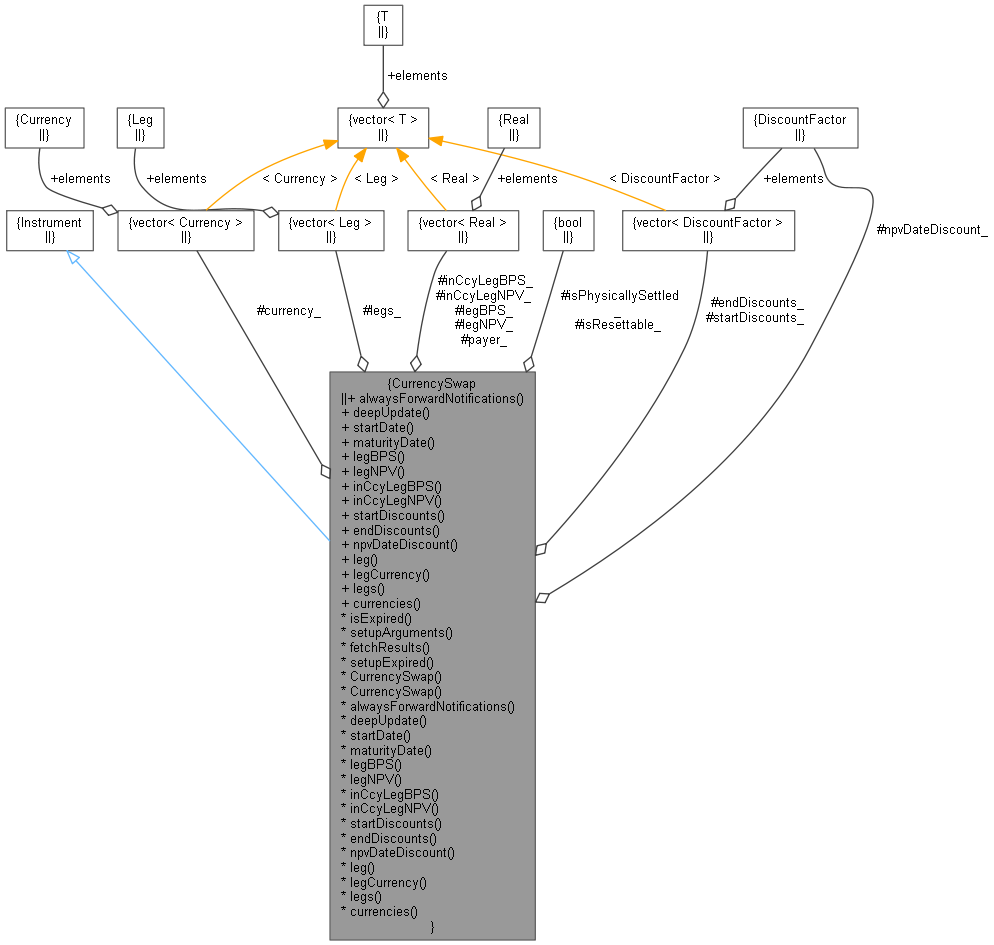 {T
||}
+elements
{Currency
||}
{Leg
||}
{vector< T >
||}
{Real
||}
{DiscountFactor
||}
+elements
+elements
< Currency >
< Leg >
< Real >
+elements
< DiscountFactor >
+elements
{Instrument
||}
{vector< Currency >
||}
{vector< Leg >
||}
{vector< Real >
||}
{bool
||}
{vector< DiscountFactor >
||}
#npvDateDiscount_
#currency_
#legs_
#inCcyLegBPS_
#inCcyLegNPV_
#legBPS_
#legNPV_
#payer_
#isPhysicallySettled
_
#isResettable_
#endDiscounts_
#startDiscounts_
{CurrencySwap
||+ alwaysForwardNotifications()
+ deepUpdate()
+ startDate()
+ maturityDate()
+ legBPS()
+ legNPV()
+ inCcyLegBPS()
+ inCcyLegNPV()
+ startDiscounts()
+ endDiscounts()
+ npvDateDiscount()
+ leg()
+ legCurrency()
+ legs()
+ currencies()
* isExpired()
* setupArguments()
* fetchResults()
* setupExpired()
* CurrencySwap()
* CurrencySwap()
* alwaysForwardNotifications()
* deepUpdate()
* startDate()
* maturityDate()
* legBPS()
* legNPV()
* inCcyLegBPS()
* inCcyLegNPV()
* startDiscounts()
* endDiscounts()
* npvDateDiscount()
* leg()
* legCurrency()
* legs()
* currencies()
}